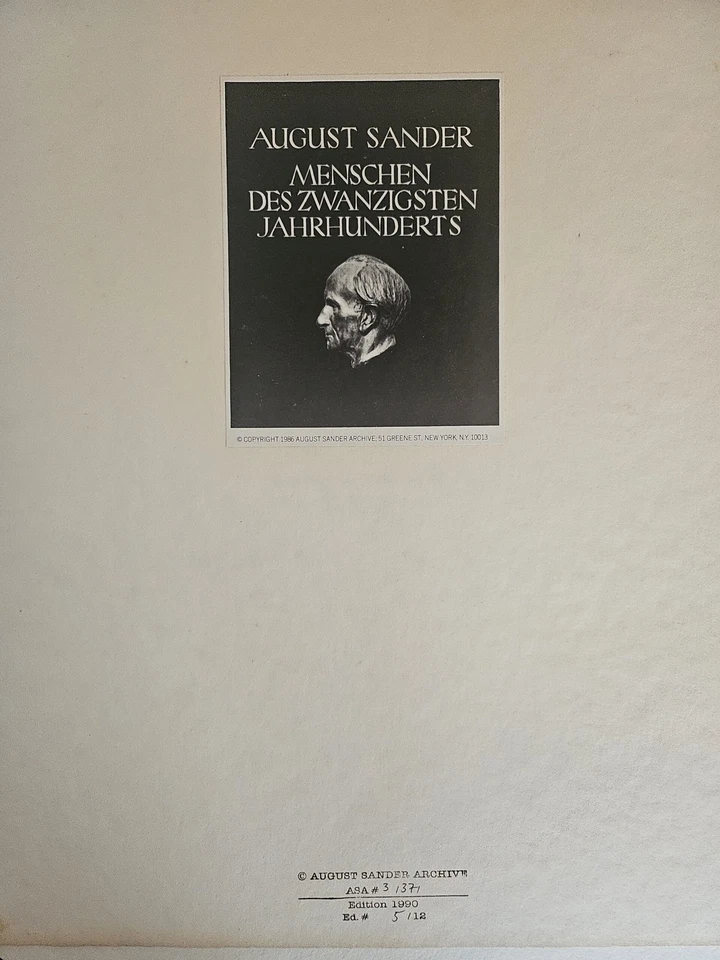 AUGUST SANDER
MENSCHEN
DES ZWANZIGSTEN
JAHRHUNDERTS
© COPYRIGHT 1986 AUGUST SANDER ARCHIVE; 51 GREENE ST, NEW YORK, N.Y. 10013
© AUGUST SANDER ARCHIVE
ASA # 3 /37/
Edition 1990
Ed. # 5/12